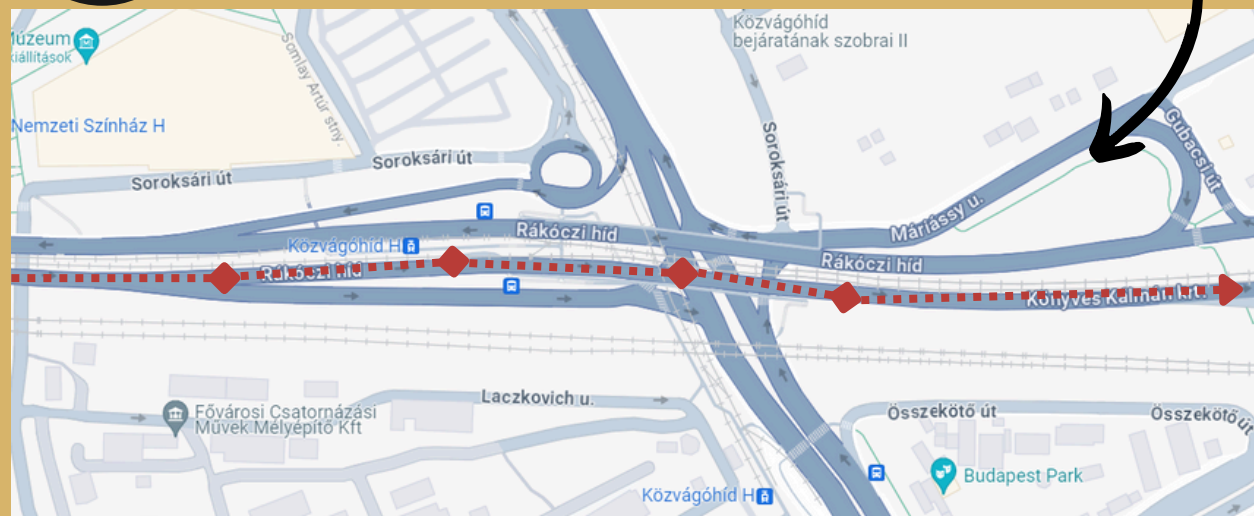 Múzeum
kiállítások
Nemzeti Színház H
Somlay Artúr stny.
Soroksári út
Soroksári út
Közvágóhíd
bejáratának szobrai II
Soroksári út
Gubacsi út
Máriássy u.
Rákóczi híd
Közvágóhíd H
Rákóczi híd
Rákóczi híd
Könyves Kálmán krt.
Laczkovich u.
Fővárosi Csatornázási
Művek Mélyépítő Kft
Összekötő út
Összekötő út
Budapest Park
Közvágóhíd H